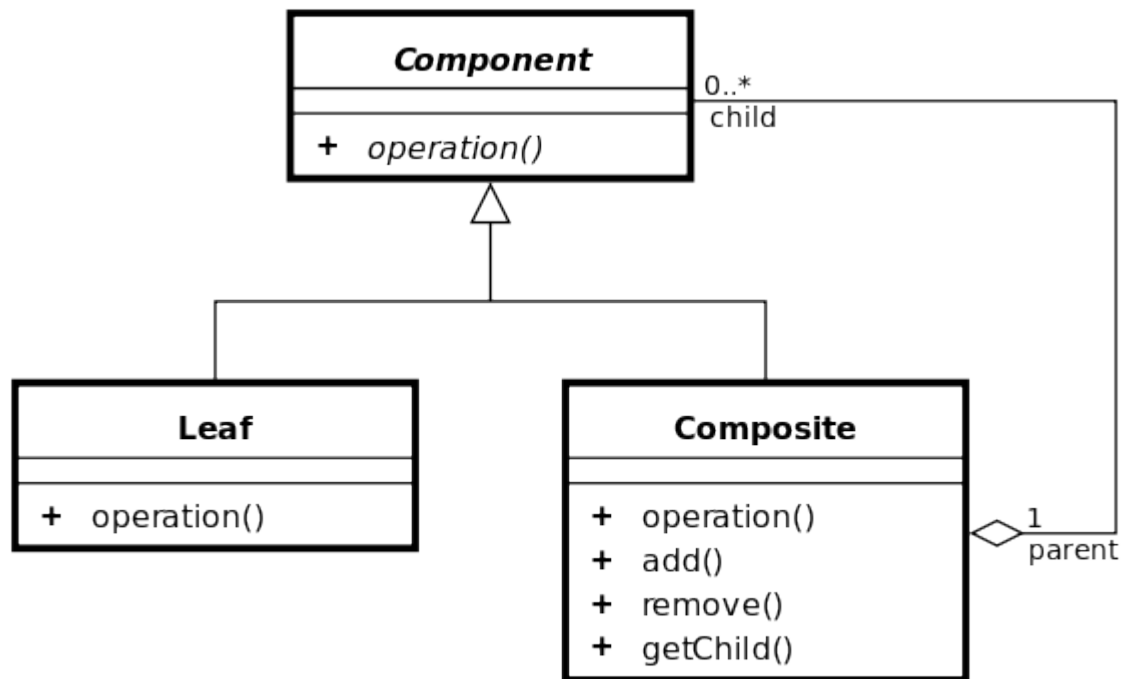 Component
+ operation()
0..*
child
Leaf
+ operation()
Composite
+ operation()
+ add()
+ remove()
+ getChild()
1
parent